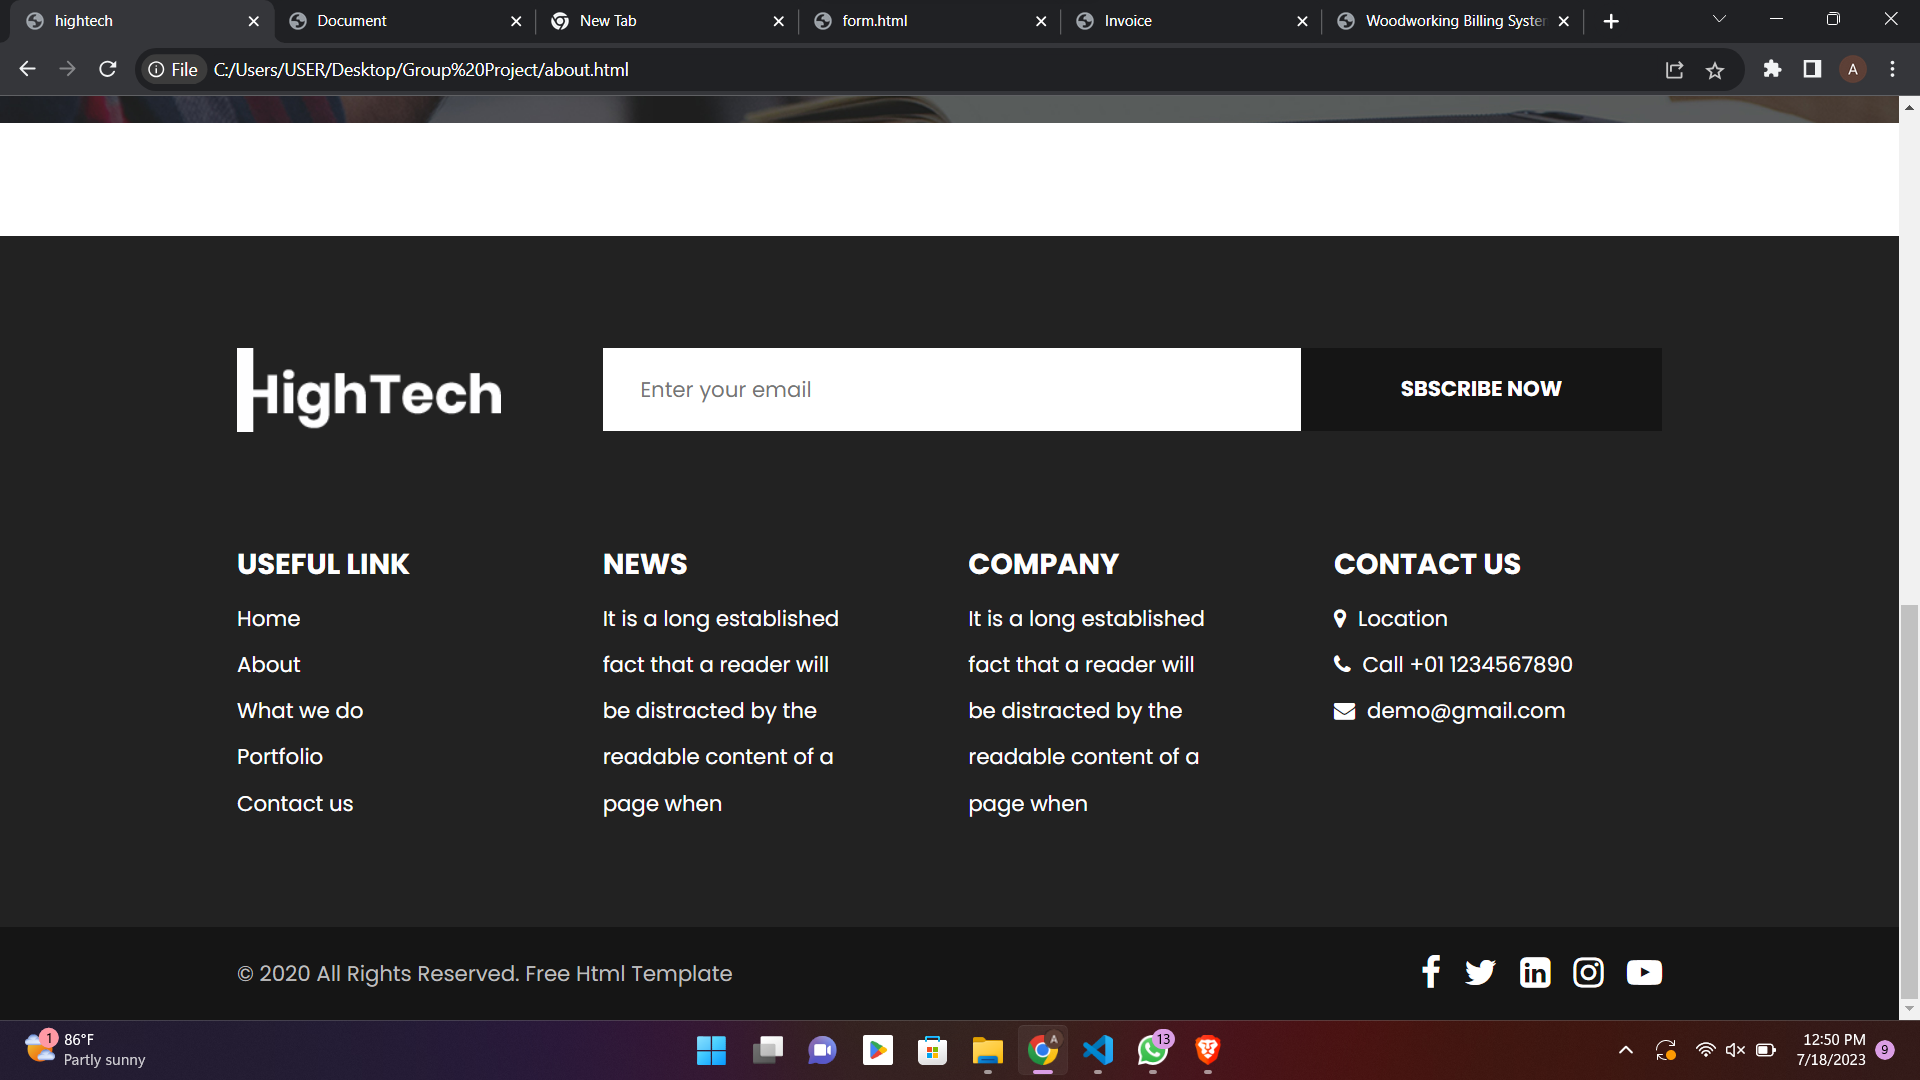 hightech
Document
New Tab
form.html
Invoice
Woodworking Billing Syster
File
C:/Users/USER/Desktop/Group%20Project/about.html
A
HighTech
Enter your email
SBSCRIBE NOW
USEFUL LINK
Home
About
What we do
Portfolio
Contact us
NEWS
It is a long established
fact that a reader will
be distracted by the
readable content of a
page when
COMPANY
It is a long established
fact that a reader will
be distracted by the
readable content of a
page when
CONTACT US
Location
Call +01 1234567890
demo@gmail.com
© 2020 All Rights Reserved. Free Html Template
1
86°F
Partly sunny
A
13
12:50 PM
7/18/2023
9